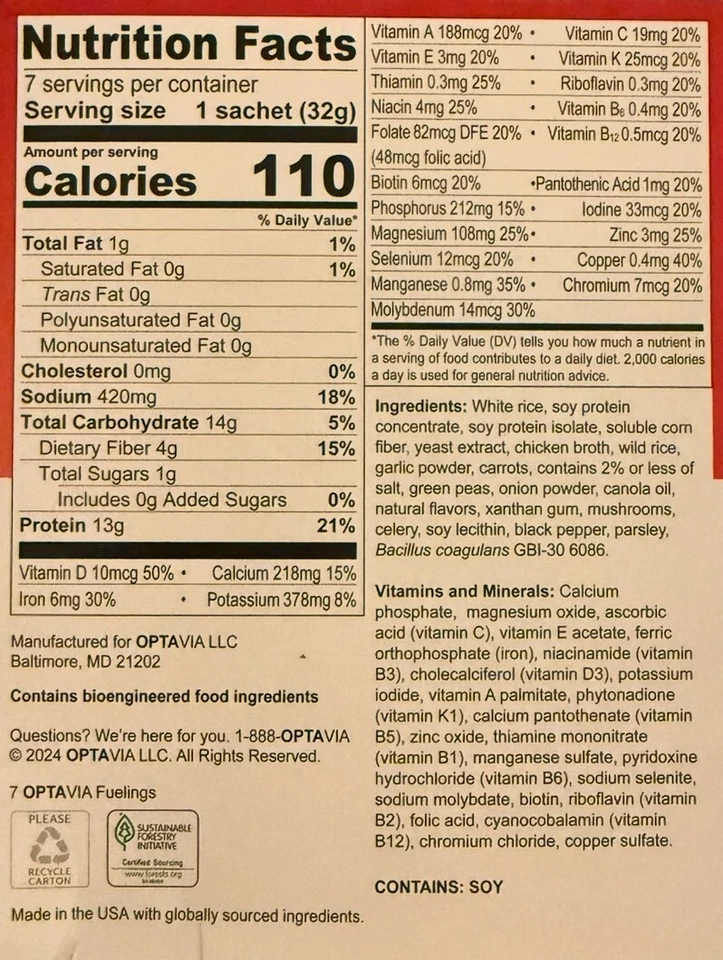 Nutrition Facts
7 servings per container
Serving size 1 sachet (32g)
Amount per serving
Calories 110
% Daily Value*
Total Fat 1g 1%
Saturated Fat 0g 1%
Trans Fat 0g
Polyunsaturated Fat 0g
Monounsaturated Fat 0g
Cholesterol 0mg 0%
Sodium 420mg 18%
Total Carbohydrate 14g 5%
Dietary Fiber 4g 15%
Total Sugars 1g
Includes 0g Added Sugars 0%
Protein 13g 21%
Vitamin D 10mcg 50% • Calcium 218mg 15%
Iron 6mg 30% • Potassium 378mg 8%
Vitamin A 188mcg 20% • Vitamin C 19mg 20%
Vitamin E 3mg 20% • Vitamin K 25mcg 20%
Thiamin 0.3mg 25% • Riboflavin 0.3mg 20%
Niacin 4mg 25% • Vitamin B₆ 0.4mg 20%
Folate 82mcg DFE 20% • Vitamin B₁₂ 0.5mcg 20%
(48mcg folic acid)
Biotin 6mcg 20% •Pantothenic Acid 1mg 20%
Phosphorus 212mg 15% • Iodine 33mcg 20%
Magnesium 108mg 25%• Zinc 3mg 25%
Selenium 12mcg 20% • Copper 0.4mg 40%
Manganese 0.8mg 35% • Chromium 7mcg 20%
Molybdenum 14mcg 30%
*The % Daily Value (DV) tells you how much a nutrient in
a serving of food contributes to a daily diet. 2,000 calories
a day is used for general nutrition advice.
Ingredients: White rice, soy protein
concentrate, soy protein isolate, soluble corn
fiber, yeast extract, chicken broth, wild rice,
garlic powder, carrots, contains 2% or less of
salt, green peas, onion powder, canola oil,
natural flavors, xanthan gum, mushrooms,
celery, soy lecithin, black pepper, parsley,
Bacillus coagulans GBI-30 6086.
Vitamins and Minerals: Calcium
phosphate, magnesium oxide, ascorbic
acid (vitamin C), vitamin E acetate, ferric
orthophosphate (iron), niacinamide (vitamin
B3), cholecalciferol (vitamin D3), potassium
iodide, vitamin A palmitate, phytonadione
(vitamin K1), calcium pantothenate (vitamin
B5), zinc oxide, thiamine mononitrate
(vitamin B1), manganese sulfate, pyridoxine
hydrochloride (vitamin B6), sodium selenite,
sodium molybdate, biotin, riboflavin (vitamin
B2), folic acid, cyanocobalamin (vitamin
B12), chromium chloride, copper sulfate.
CONTAINS: SOY
Manufactured for OPTAVIA LLC
Baltimore, MD 21202
Contains bioengineered food ingredients
Questions? We're here for you. 1-888-OPTAVIA
© 2024 OPTAVIA LLC. All Rights Reserved.
7 OPTAVIA Fuelings
PLEASE
RECYCLE
CARTON
SUSTAINABLE
FORESTRY
INITIATIVE
Certified Sourcing
www.forests.org
Made in the USA with globally sourced ingredients.